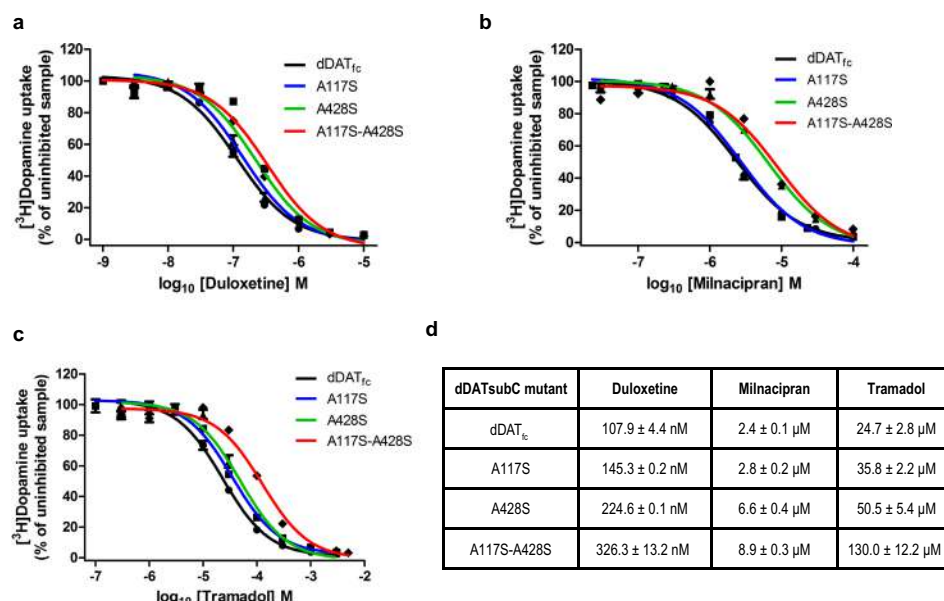 a
120
100
80
60
40
20
0
[³H]Dopamine uptake
(% of uninhibited sample)
dDATfc
A117S
A428S
A117S-A428S
-9 -8 -7 -6 -5
log₁₀ [Duloxetine] M
b
120
100
80
60
40
20
0
[³H]Dopamine uptake
(% of uninhibited sample)
dDATfc
A117S
A428S
A117S-A428S
-7 -6 -5 -4
log₁₀ [Milnacipran] M
c
120
100
80
60
40
20
0
[³H]Dopamine uptake
(% of uninhibited sample)
dDATfc
A117S
A428S
A117S-A428S
-7 -6 -5 -4 -3 -2
log₁₀ [Tramadol] M
d
dDATsubC mutant Duloxetine Milnacipran Tramadol
dDATfc 107.9 ± 4.4 nM 2.4 ± 0.1 µM 24.7 ± 2.8 µM
A117S 145.3 ± 0.2 nM 2.8 ± 0.2 µM 35.8 ± 2.2 µM
A428S 224.6 ± 0.1 nM 6.6 ± 0.4 µM 50.5 ± 5.4 µM
A117S-A428S 326.3 ± 13.2 nM 8.9 ± 0.3 µM 130.0 ± 12.2 µM